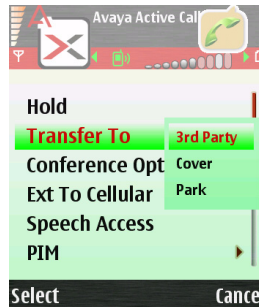 Avaya Active Cal
Hold
Transfer To
3rd Party
Conference Opt
Cover
Ext To Cellular
Park
Speech Access
PIM
Select
Cance